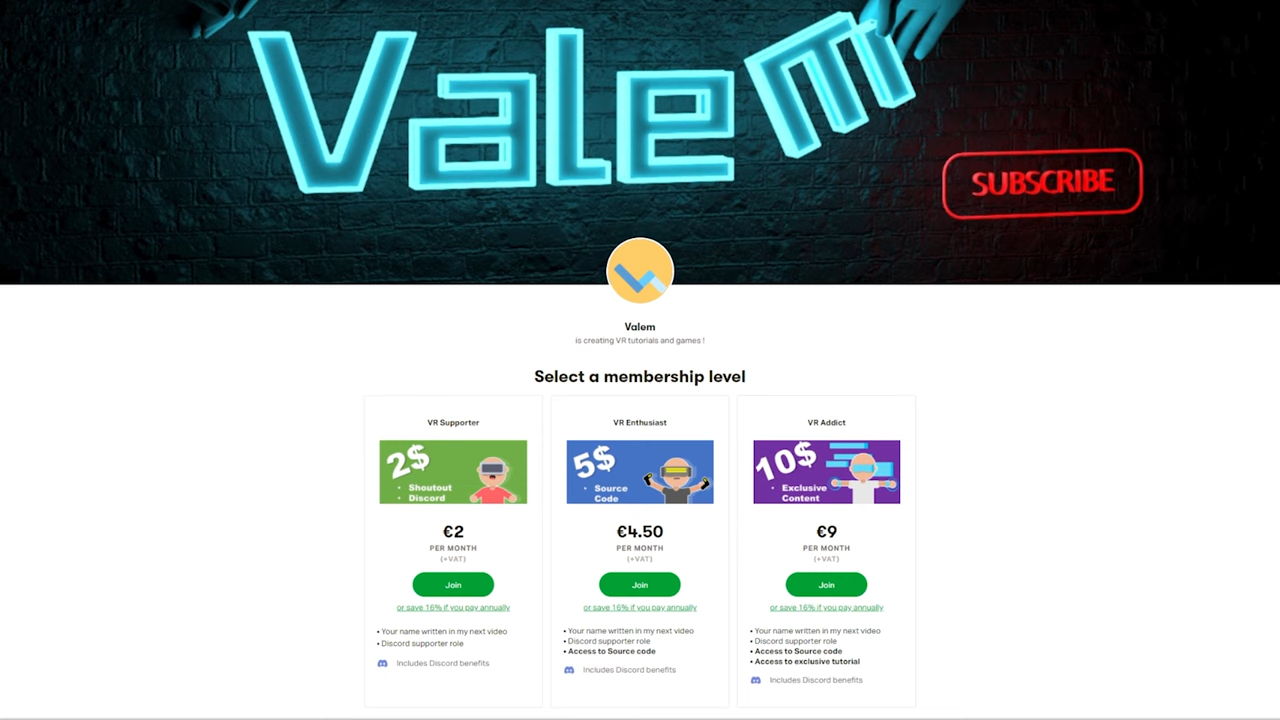 Valem
SUBSCRIBE
Valem
is creating VR tutorials and games !
Select a membership level
VR Supporter
2$
• Shoutout
• Discord
€2
PER MONTH
(+VAT)
Join
or save 16% if you pay annually
• Your name written in my next video
• Discord supporter role
Includes Discord benefits
VR Enthusiast
5$
• Source
Code
€4.50
PER MONTH
(+VAT)
Join
or save 16% if you pay annually
• Your name written in my next video
• Discord supporter role
• Access to Source code
Includes Discord benefits
VR Addict
10$
• Exclusive
Content
€9
PER MONTH
(+VAT)
Join
or save 16% if you pay annually
• Your name written in my next video
• Discord supporter role
• Access to Source code
• Access to exclusive tutorial
Includes Discord benefits